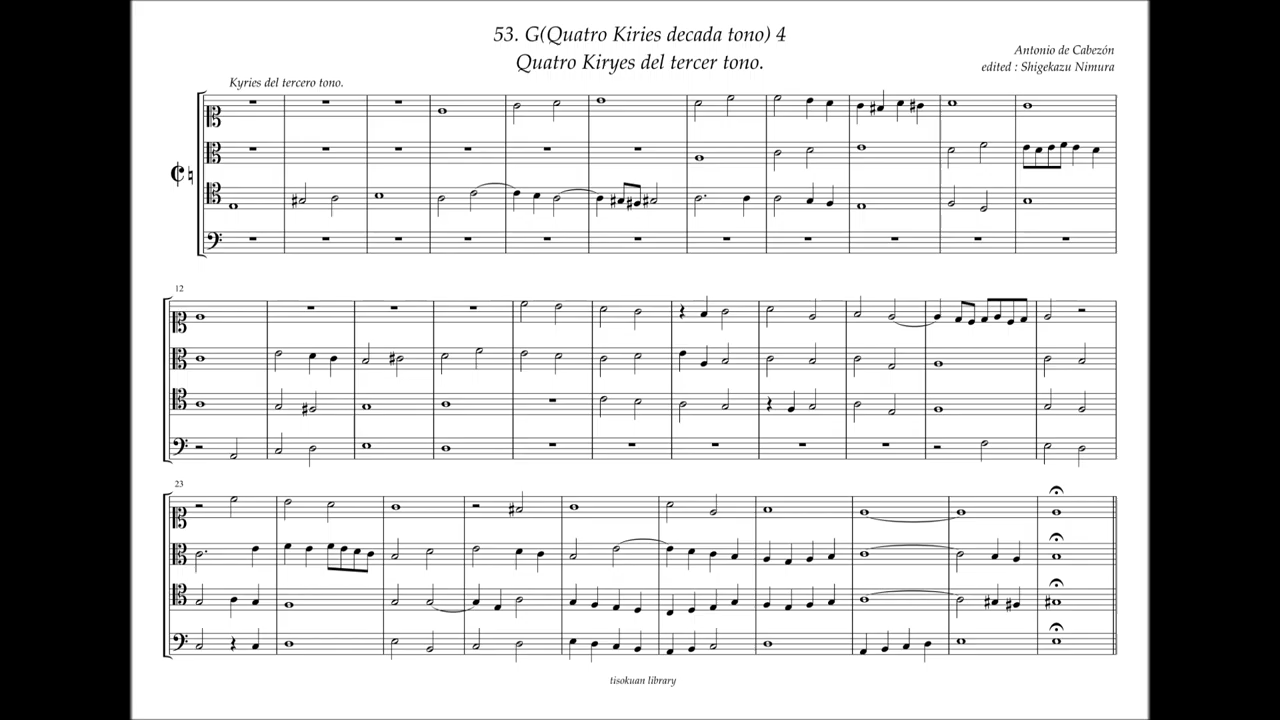 53. G(Quatro Kiries decada tono) 4
Quatro Kiryes del tercer tono.
Antonio de Cabezón
edited : Shigekazu Nimura
Kyries del tercero tono.
12
23
tisokuan library